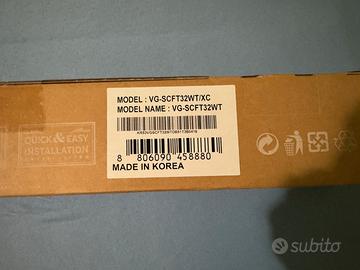 MODEL : VG-SCFT32WT/XC
MODEL NAME : VG-SCFT32WT
QUICK&EASY
INSTALLATION
8 806090 458880
MADE IN KOREA
subito